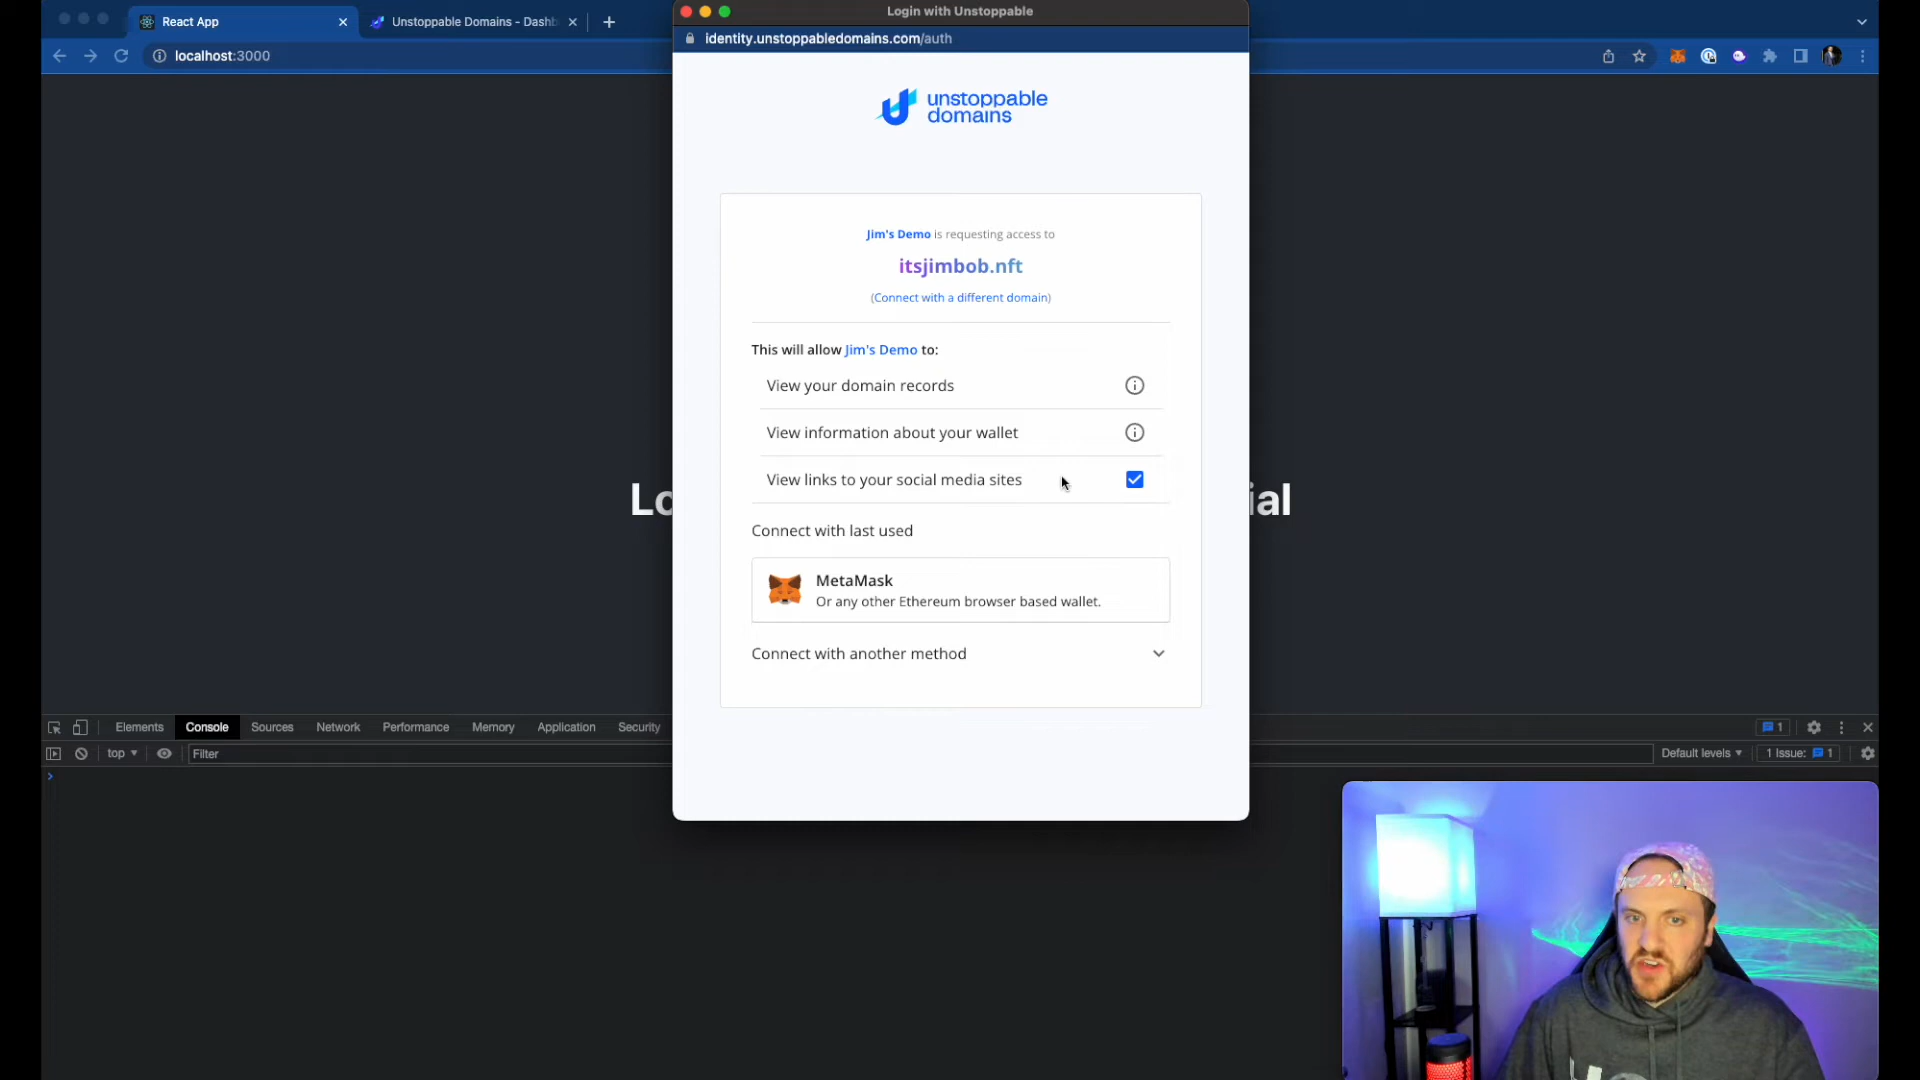 React App
Unstoppable Domains - Dashb
localhost:3000
Login with Unstoppable
identity.unstoppabledomains.com/auth
unstoppable
domains
Jim's Demo is requesting access to
itsjimbob.nft
(Connect with a different domain)
This will allow Jim's Demo to:
View your domain records
View information about your wallet
View links to your social media sites
Connect with last used
MetaMask
Or any other Ethereum browser based wallet.
Connect with another method
Lo
ial
Elements Console Sources Network Performance Memory Application Security
1
top Filter Default levels 1 Issue: 1